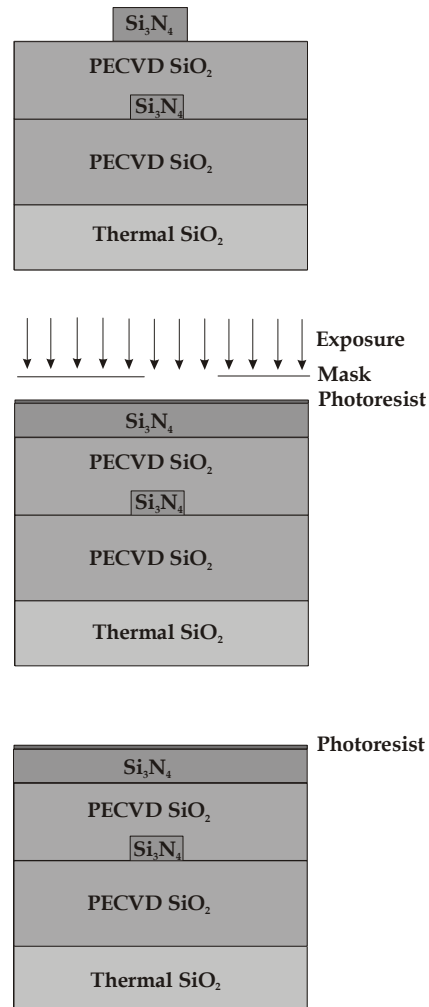 Si₃N₄
PECVD SiO₂
Si₃N₄
PECVD SiO₂
Thermal SiO₂
Exposure
Mask
Photoresist
Si₃N₄
PECVD SiO₂
Si₃N₄
PECVD SiO₂
Thermal SiO₂
Photoresist
Si₃N₄
PECVD SiO₂
Si₃N₄
PECVD SiO₂
Thermal SiO₂